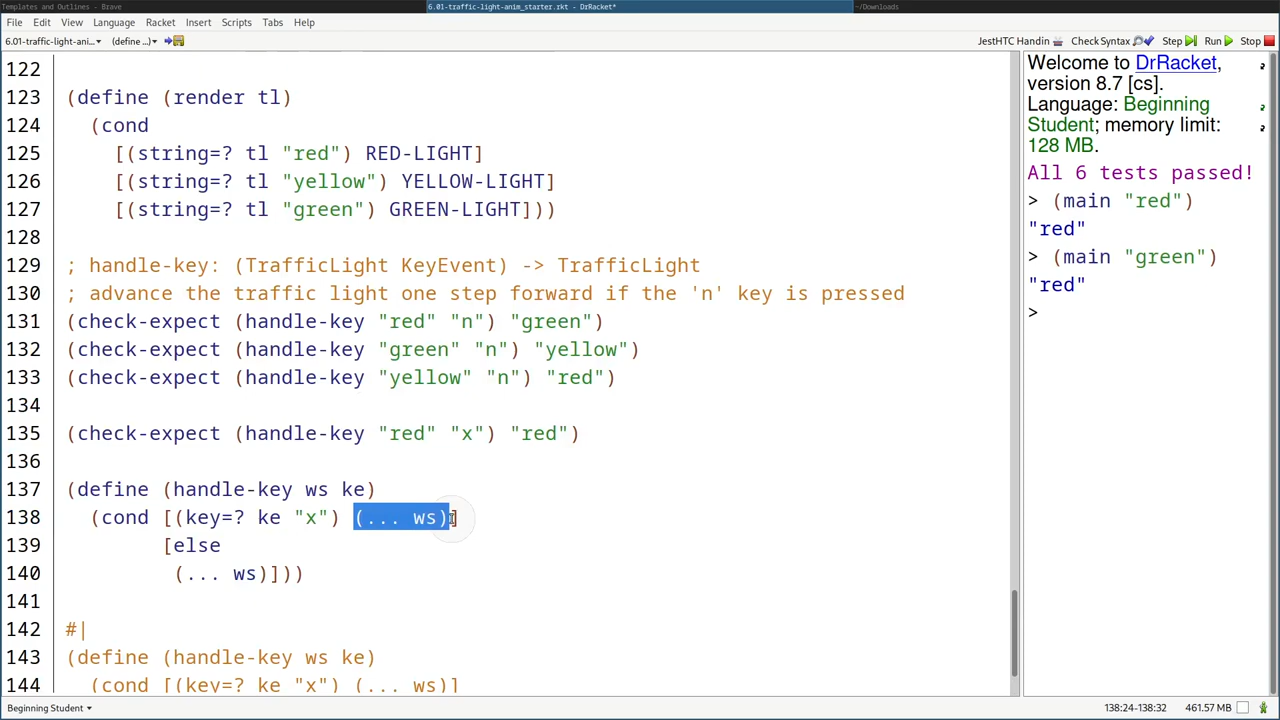 Templates and Outlines - Brave
6.01-traffic-light-anim_starter.rkt - DrRacket*
~/Downloads
File Edit View Language Racket Insert Scripts Tabs Help
6.01-traffic-light-ani...▾ (define ...)▾
JestHTC Handin Check Syntax Step Run Stop
122
123 (define (render tl)
124 (cond
125 [(string=? tl "red") RED-LIGHT]
126 [(string=? tl "yellow") YELLOW-LIGHT]
127 [(string=? tl "green") GREEN-LIGHT]))
128
129 ; handle-key: (TrafficLight KeyEvent) -> TrafficLight
130 ; advance the traffic light one step forward if the 'n' key is pressed
131 (check-expect (handle-key "red" "n") "green")
132 (check-expect (handle-key "green" "n") "yellow")
133 (check-expect (handle-key "yellow" "n") "red")
134
135 (check-expect (handle-key "red" "x") "red")
136
137 (define (handle-key ws ke)
138 (cond [(key=? ke "x") (... ws)]
139 [else
140 (... ws)]))
141
142 #|
143 (define (handle-key ws ke)
144 (cond [(key=? ke "x") (... ws)]
Welcome to DrRacket,
version 8.7 [cs].
Language: Beginning
Student; memory limit:
128 MB.
All 6 tests passed!
> (main "red")
"red"
> (main "green")
"red"
>
Beginning Student▾
138:24-138:32 461.57 MB